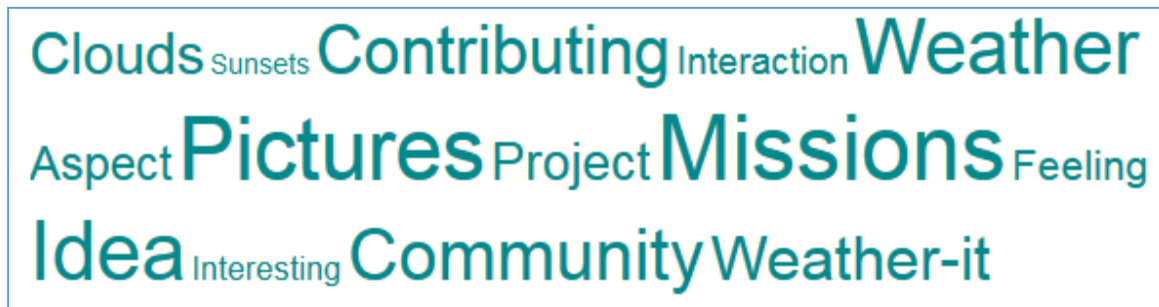 Clouds Sunsets Contributing Interaction Weather
Aspect Pictures Project Missions Feeling
Idea Interesting Community Weather-it